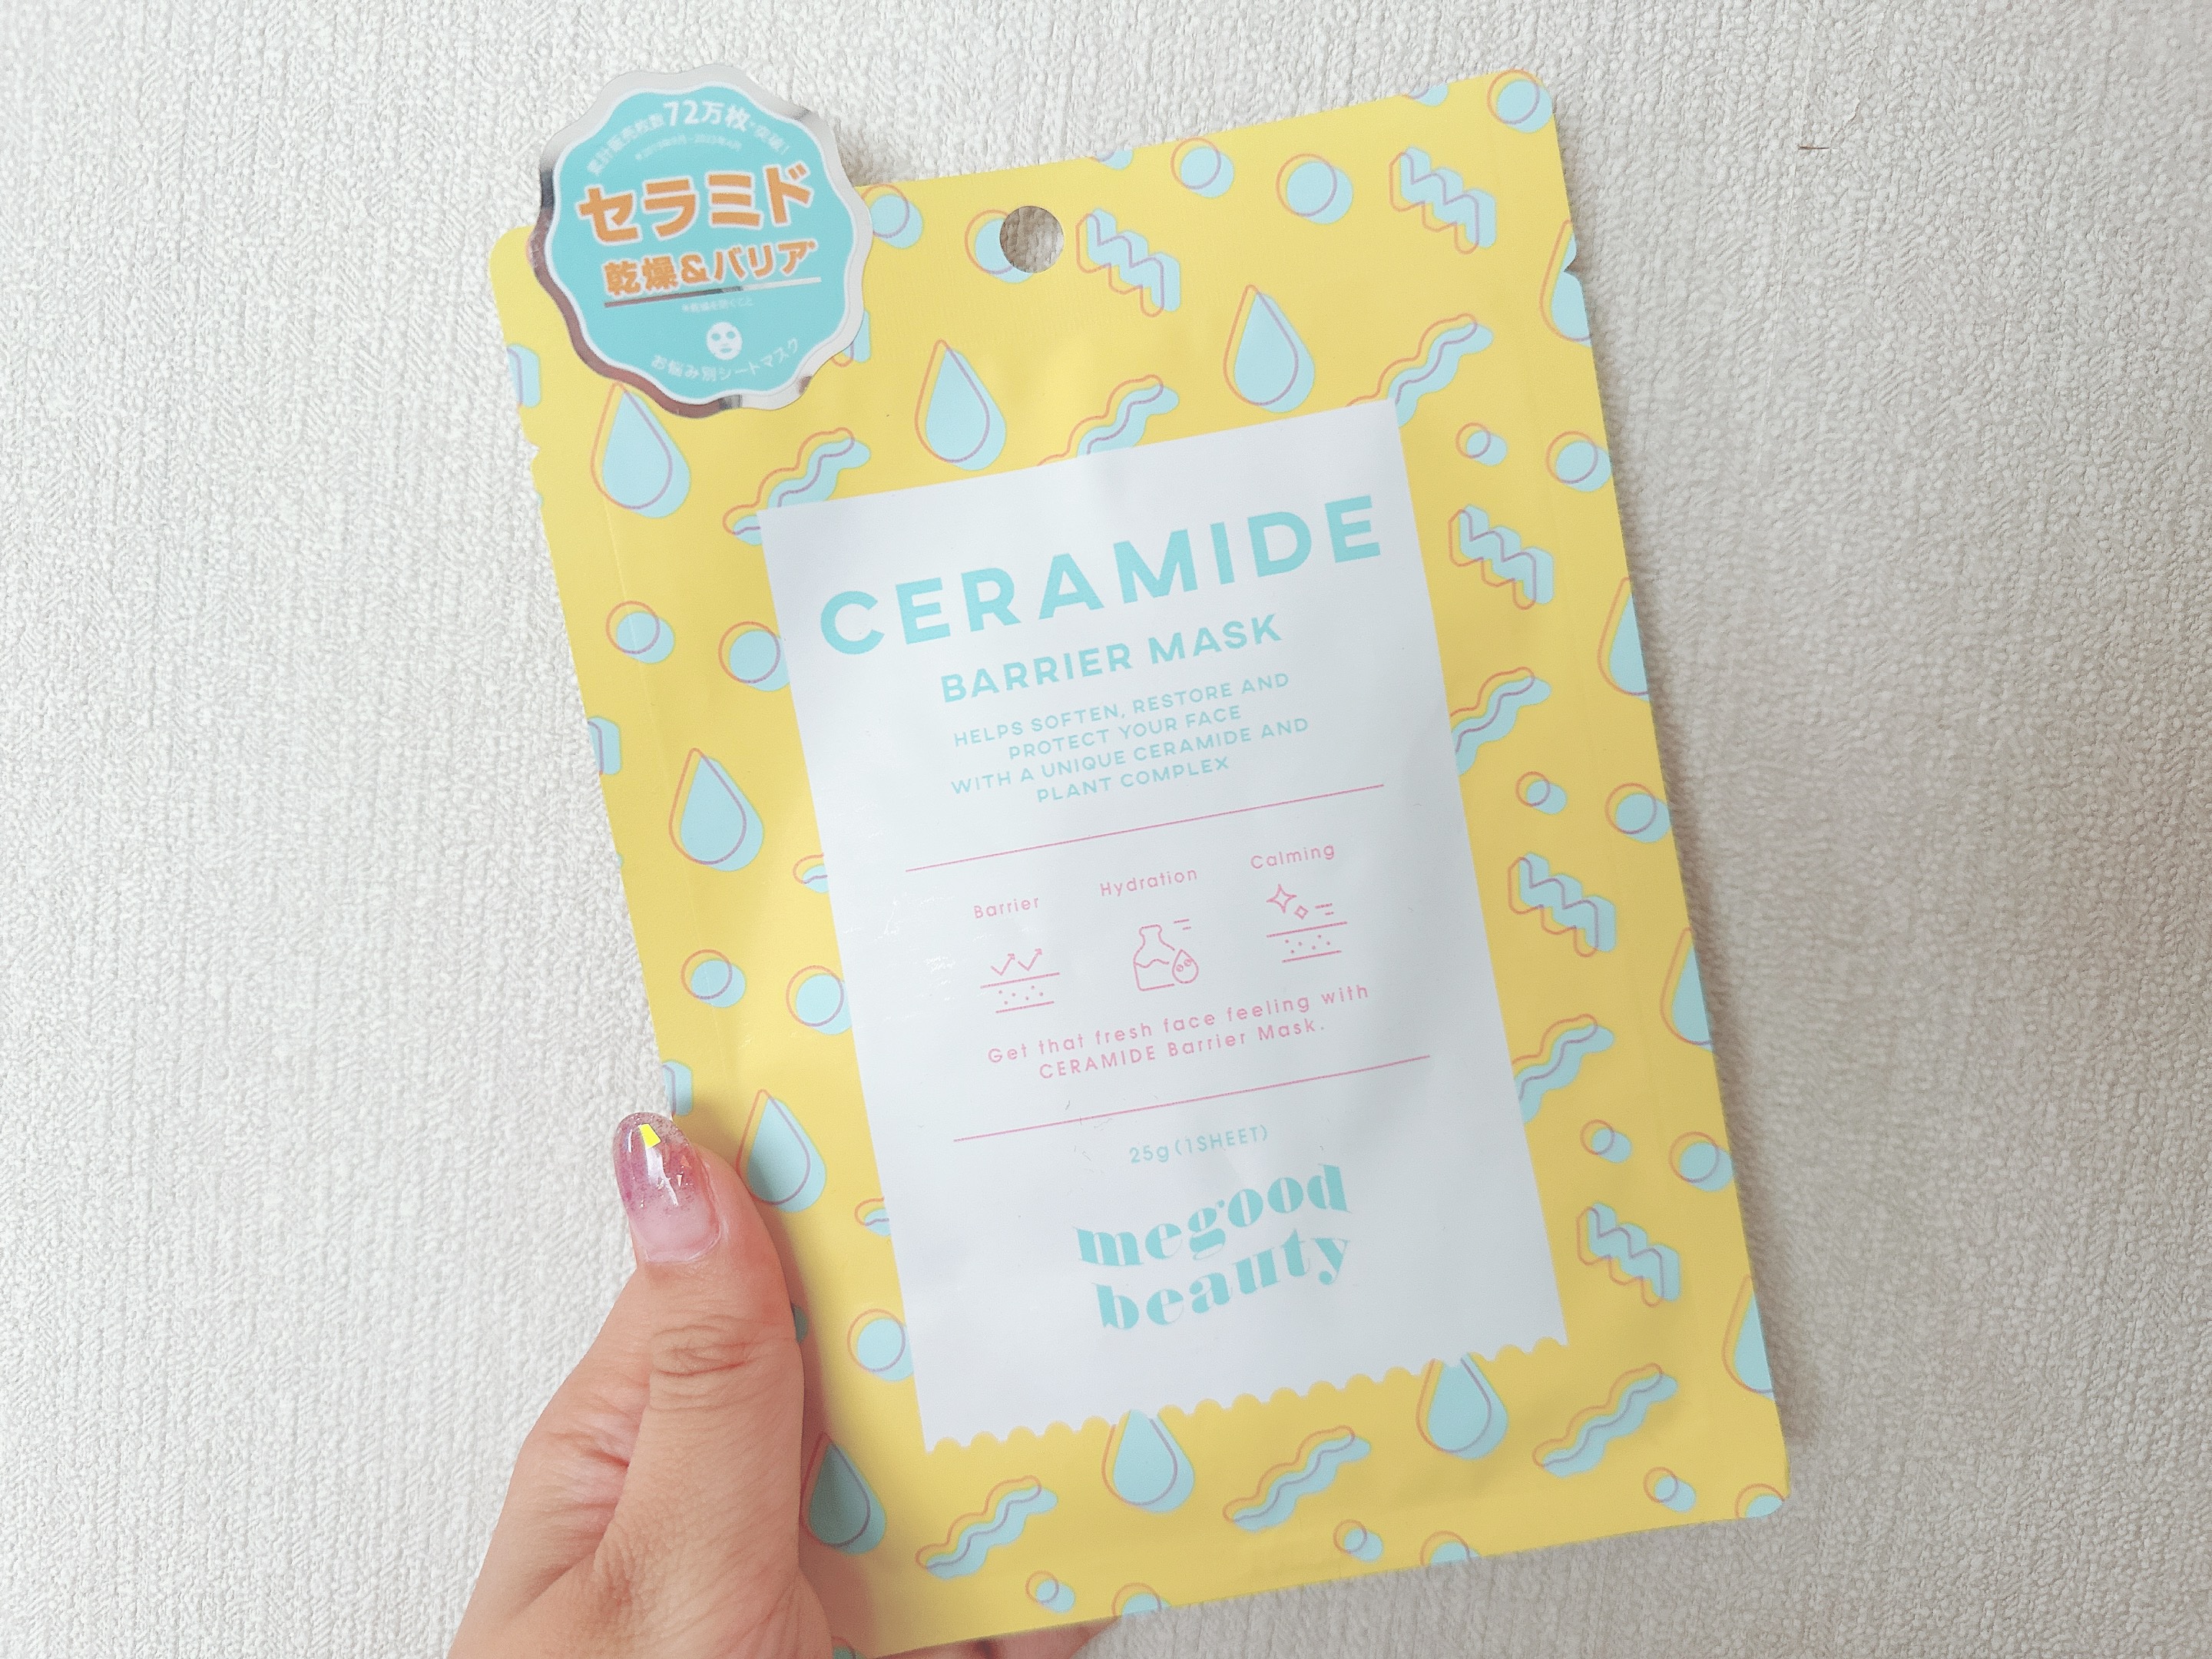 累計販売枚数72万枚*突破!
セラミド
乾燥&バリア*
お悩み別シートマスク
CERAMIDE
BARRIER MASK
HELPS SOFTEN, RESTORE AND
PROTECT YOUR FACE
WITH A UNIQUE CERAMIDE AND
PLANT COMPLEX
Barrier Hydration Calming
Get that fresh face feeling with
CERAMIDE Barrier Mask.
25g(1SHEET)
megood
beauty